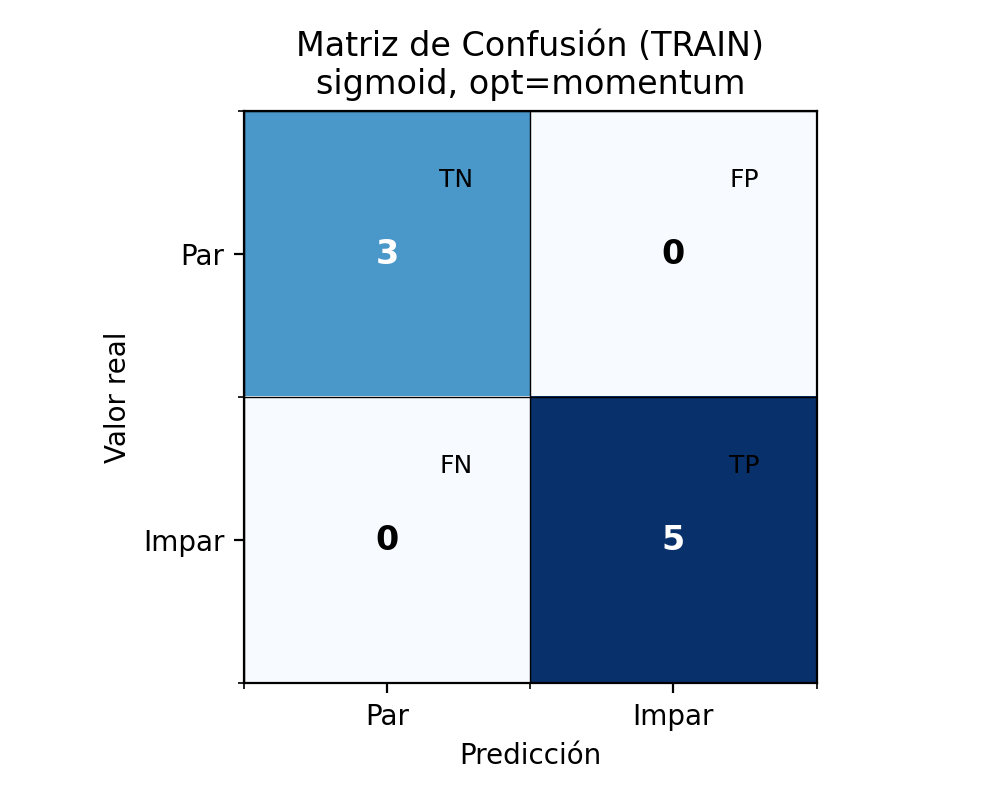 Matriz de Confusión (TRAIN)
sigmoid, opt=momentum
TN
FP
Par
3
0
Valor real
FN
TP
Impar
0
5
Par
Impar
Predicción